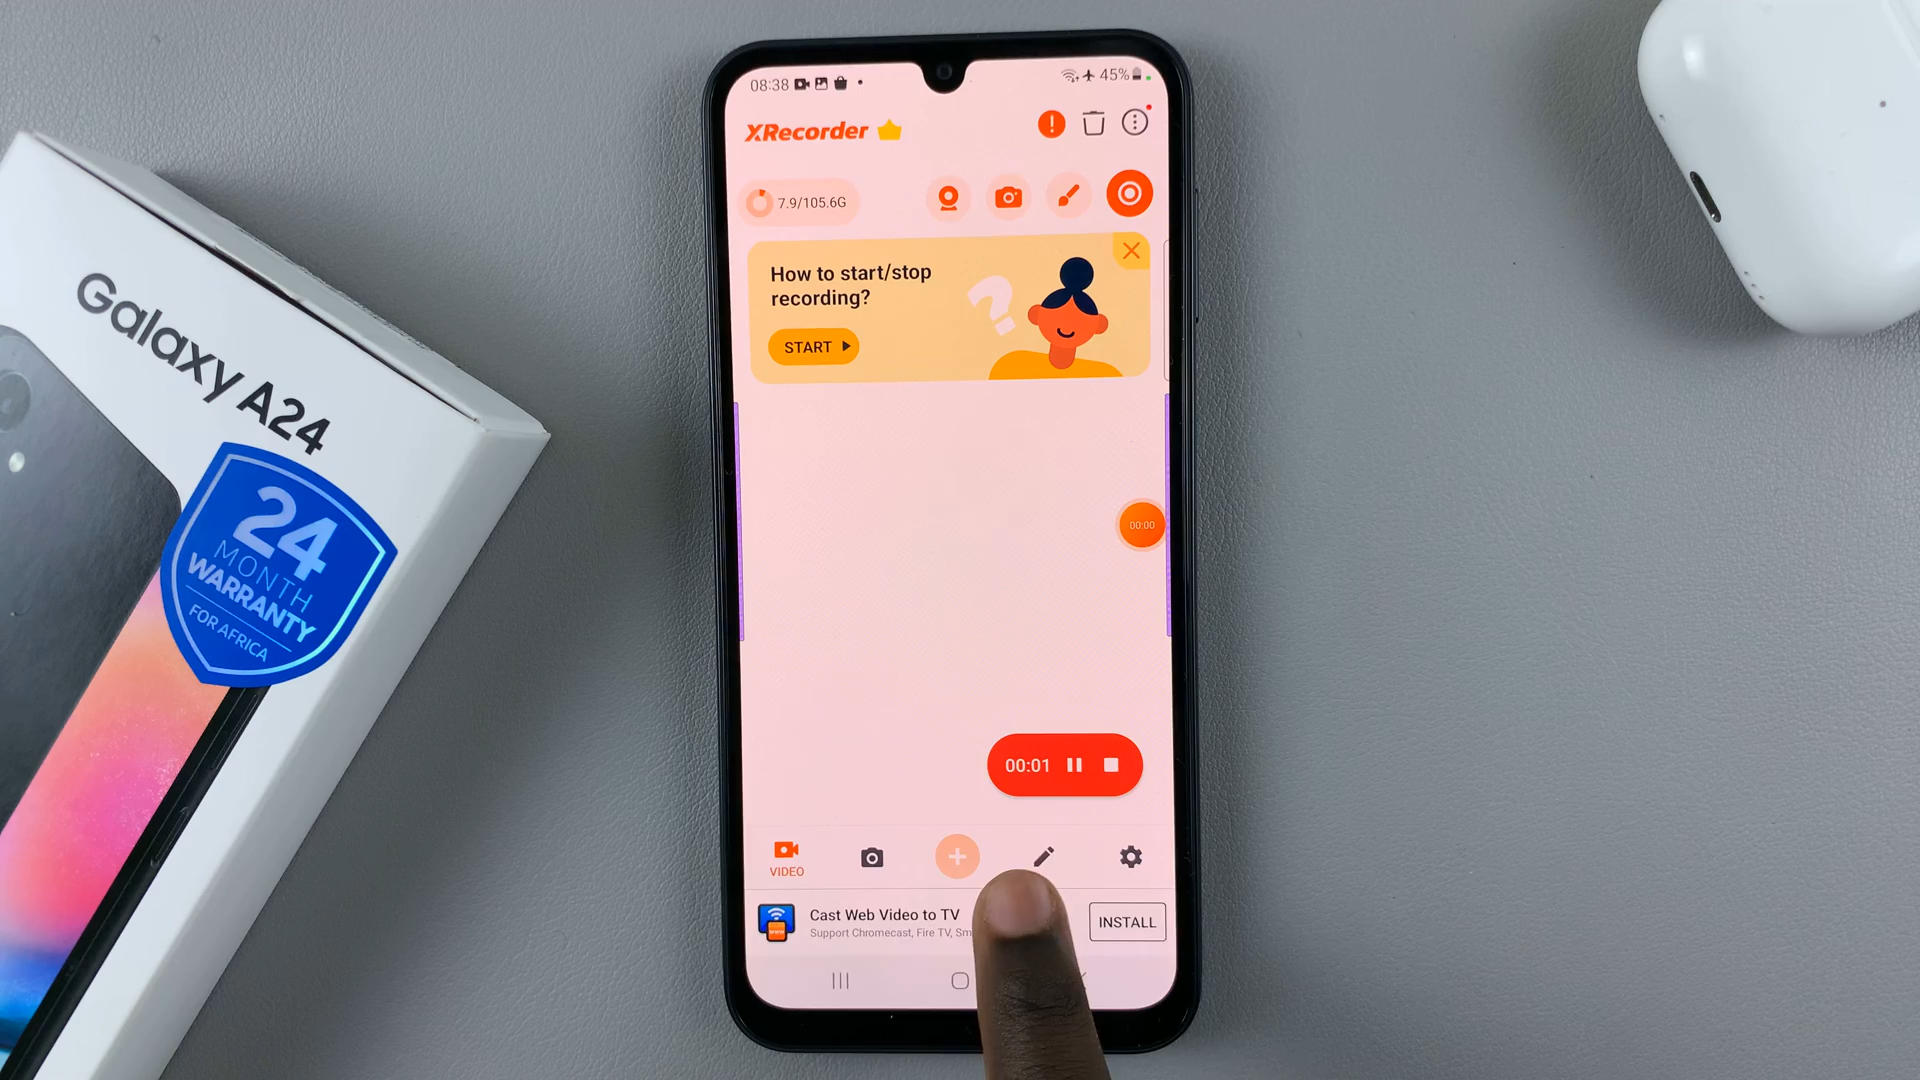 08:38
45%
XRecorder
7.9/105.6G
How to start/stop
recording?
START
00:00
00:01
VIDEO
Cast Web Video to TV
Support Chromecast, Fire TV, Sm
INSTALL
Galaxy A24
24
MONTH
WARRANTY
FOR AFRICA